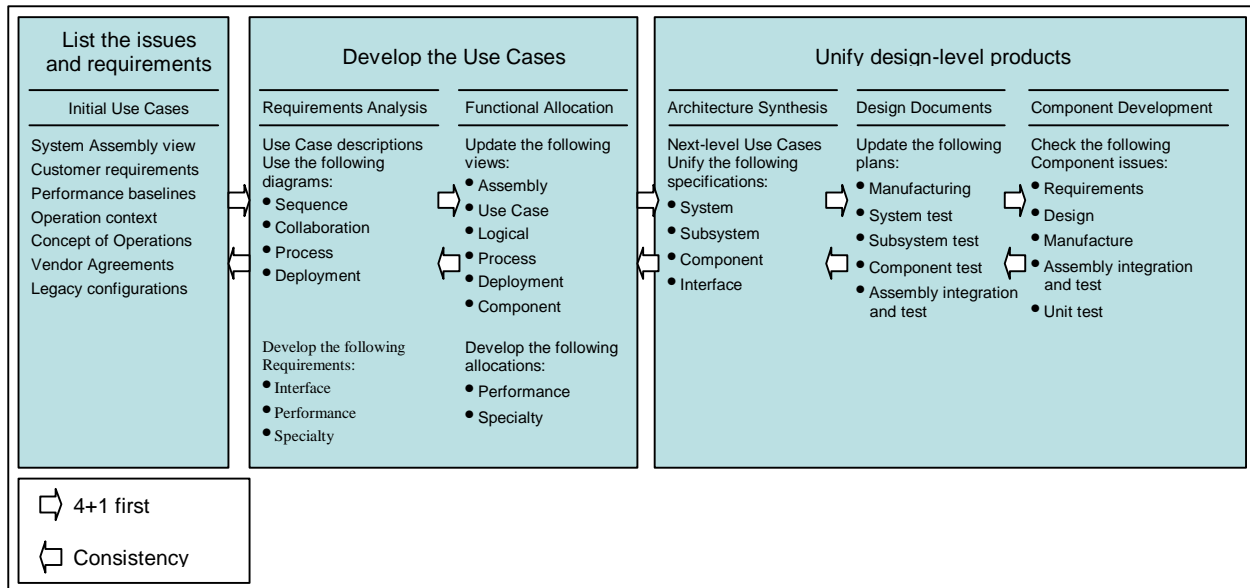 List the issues
and requirements
Initial Use Cases
System Assembly view
Customer requirements
Performance baselines
Operation context
Concept of Operations
Vendor Agreements
Legacy configurations
Develop the Use Cases
Requirements Analysis
Use Case descriptions
Use the following
diagrams:
● Sequence
● Collaboration
● Process
● Deployment
Develop the following
Requirements:
● Interface
● Performance
● Specialty
Functional Allocation
Update the following
views:
● Assembly
● Use Case
● Logical
● Process
● Deployment
● Component
Develop the following
allocations:
● Performance
● Specialty
Unify design-level products
Architecture Synthesis
Next-level Use Cases
Unify the following
specifications:
● System
● Subsystem
● Component
● Interface
Design Documents
Update the following
plans:
● Manufacturing
● System test
● Subsystem test
● Component test
● Assembly integration
and test
Component Development
Check the following
Component issues:
● Requirements
● Design
● Manufacture
● Assembly integration
and test
● Unit test
4+1 first
Consistency